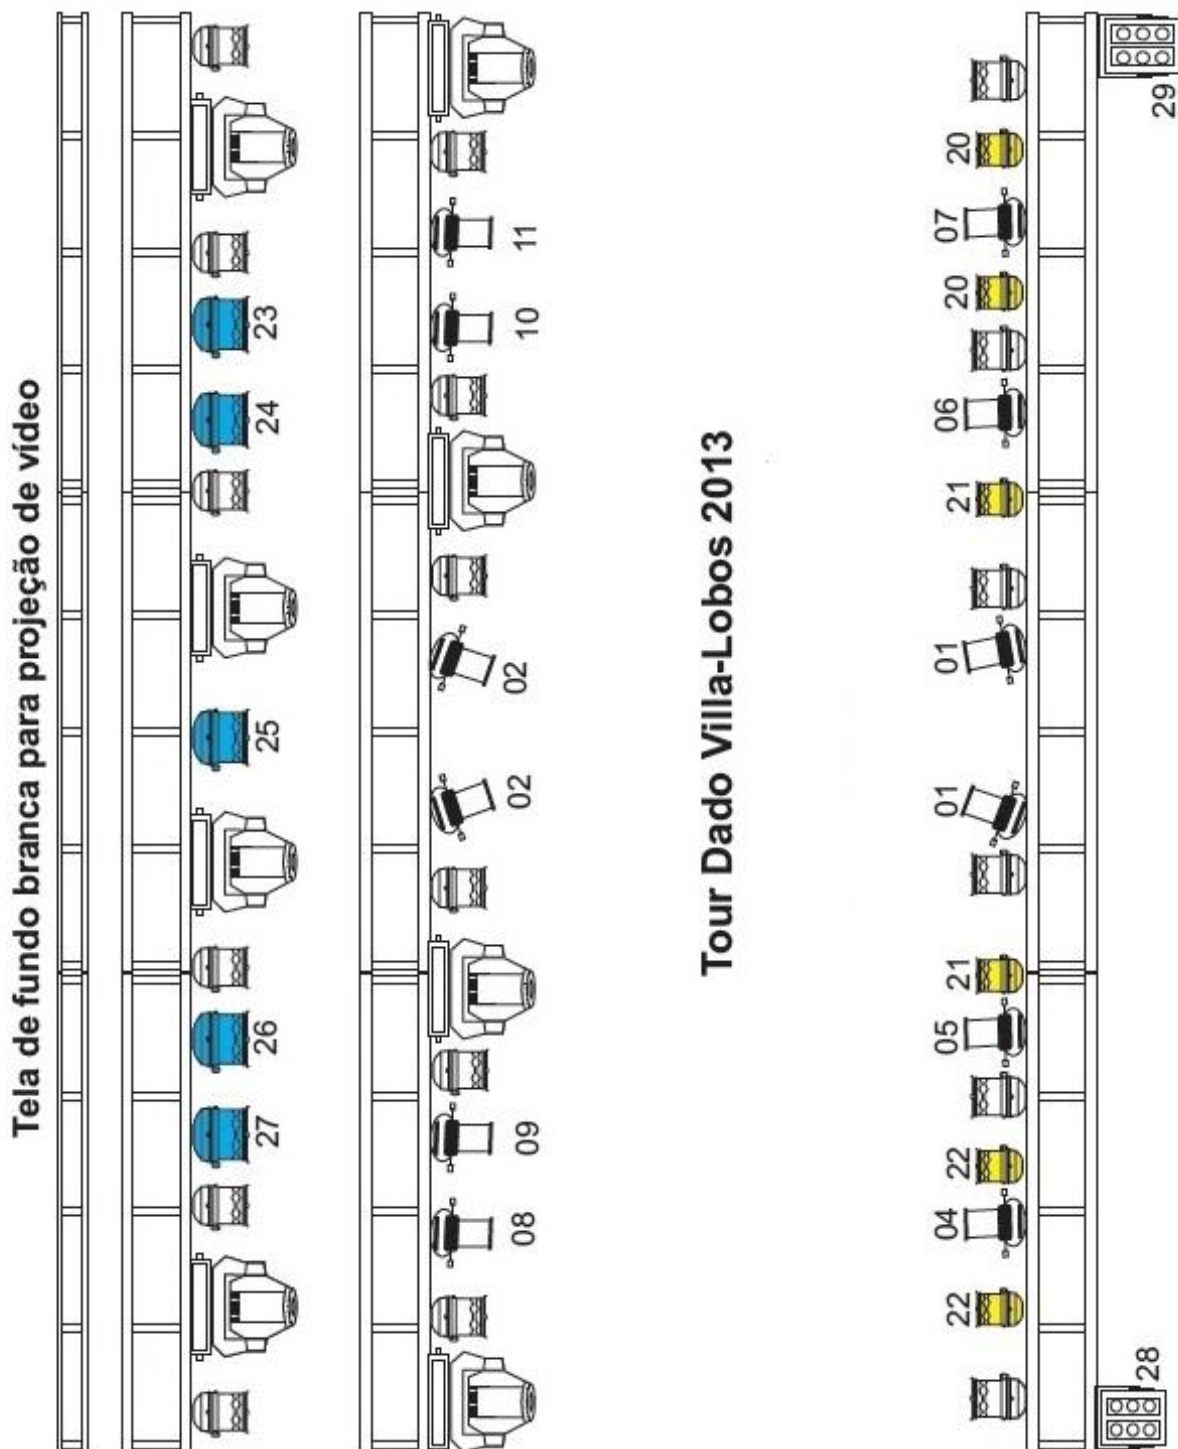 Tela de fundo branca para projeção de vídeo
27 26 25 24 23
08 09 02 02 10 11
Tour Dado Villa-Lobos 2013
22 04 22 05 21 01 01 21 06 20 07 20
28 29